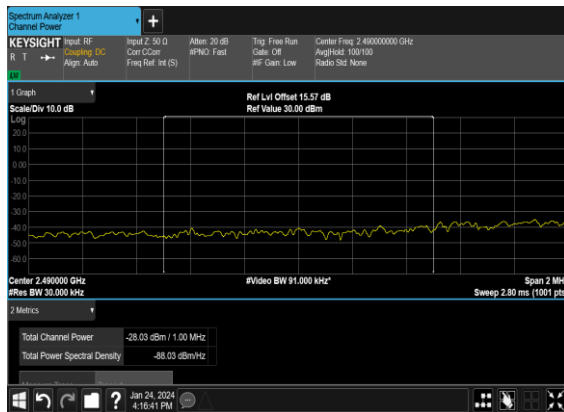 Spectrum Analyzer 1
Channel Power
+
KEYSIGHT
R T
LXI
Input: RF
Coupling: DC
Align: Auto
Input Z: 50 Ω
Corr CCorr
Freq Ref: Int (S)
Atten: 20 dB
#PNO: Fast
Trig: Free Run
Gate: Off
#IF Gain: Low
Center Freq: 2.490000000 GHz
Avg|Hold: 100/100
Radio Std: None
1 Graph
Scale/Div 10.0 dB
Ref Lvl Offset 15.57 dB
Ref Value 30.00 dBm
Log
20.0
10.0
0.00
-10.0
-20.0
-30.0
-40.0
-50.0
-60.0
Center 2.490000 GHz
#Res BW 30.000 kHz
#Video BW 91.000 kHz*
Span 2 MH
Sweep 2.80 ms (1001 pts
2 Metrics
Total Channel Power -28.03 dBm / 1.00 MHz
Total Power Spectral Density -88.03 dBm/Hz
?
Jan 24, 2024
4:16:41 PM